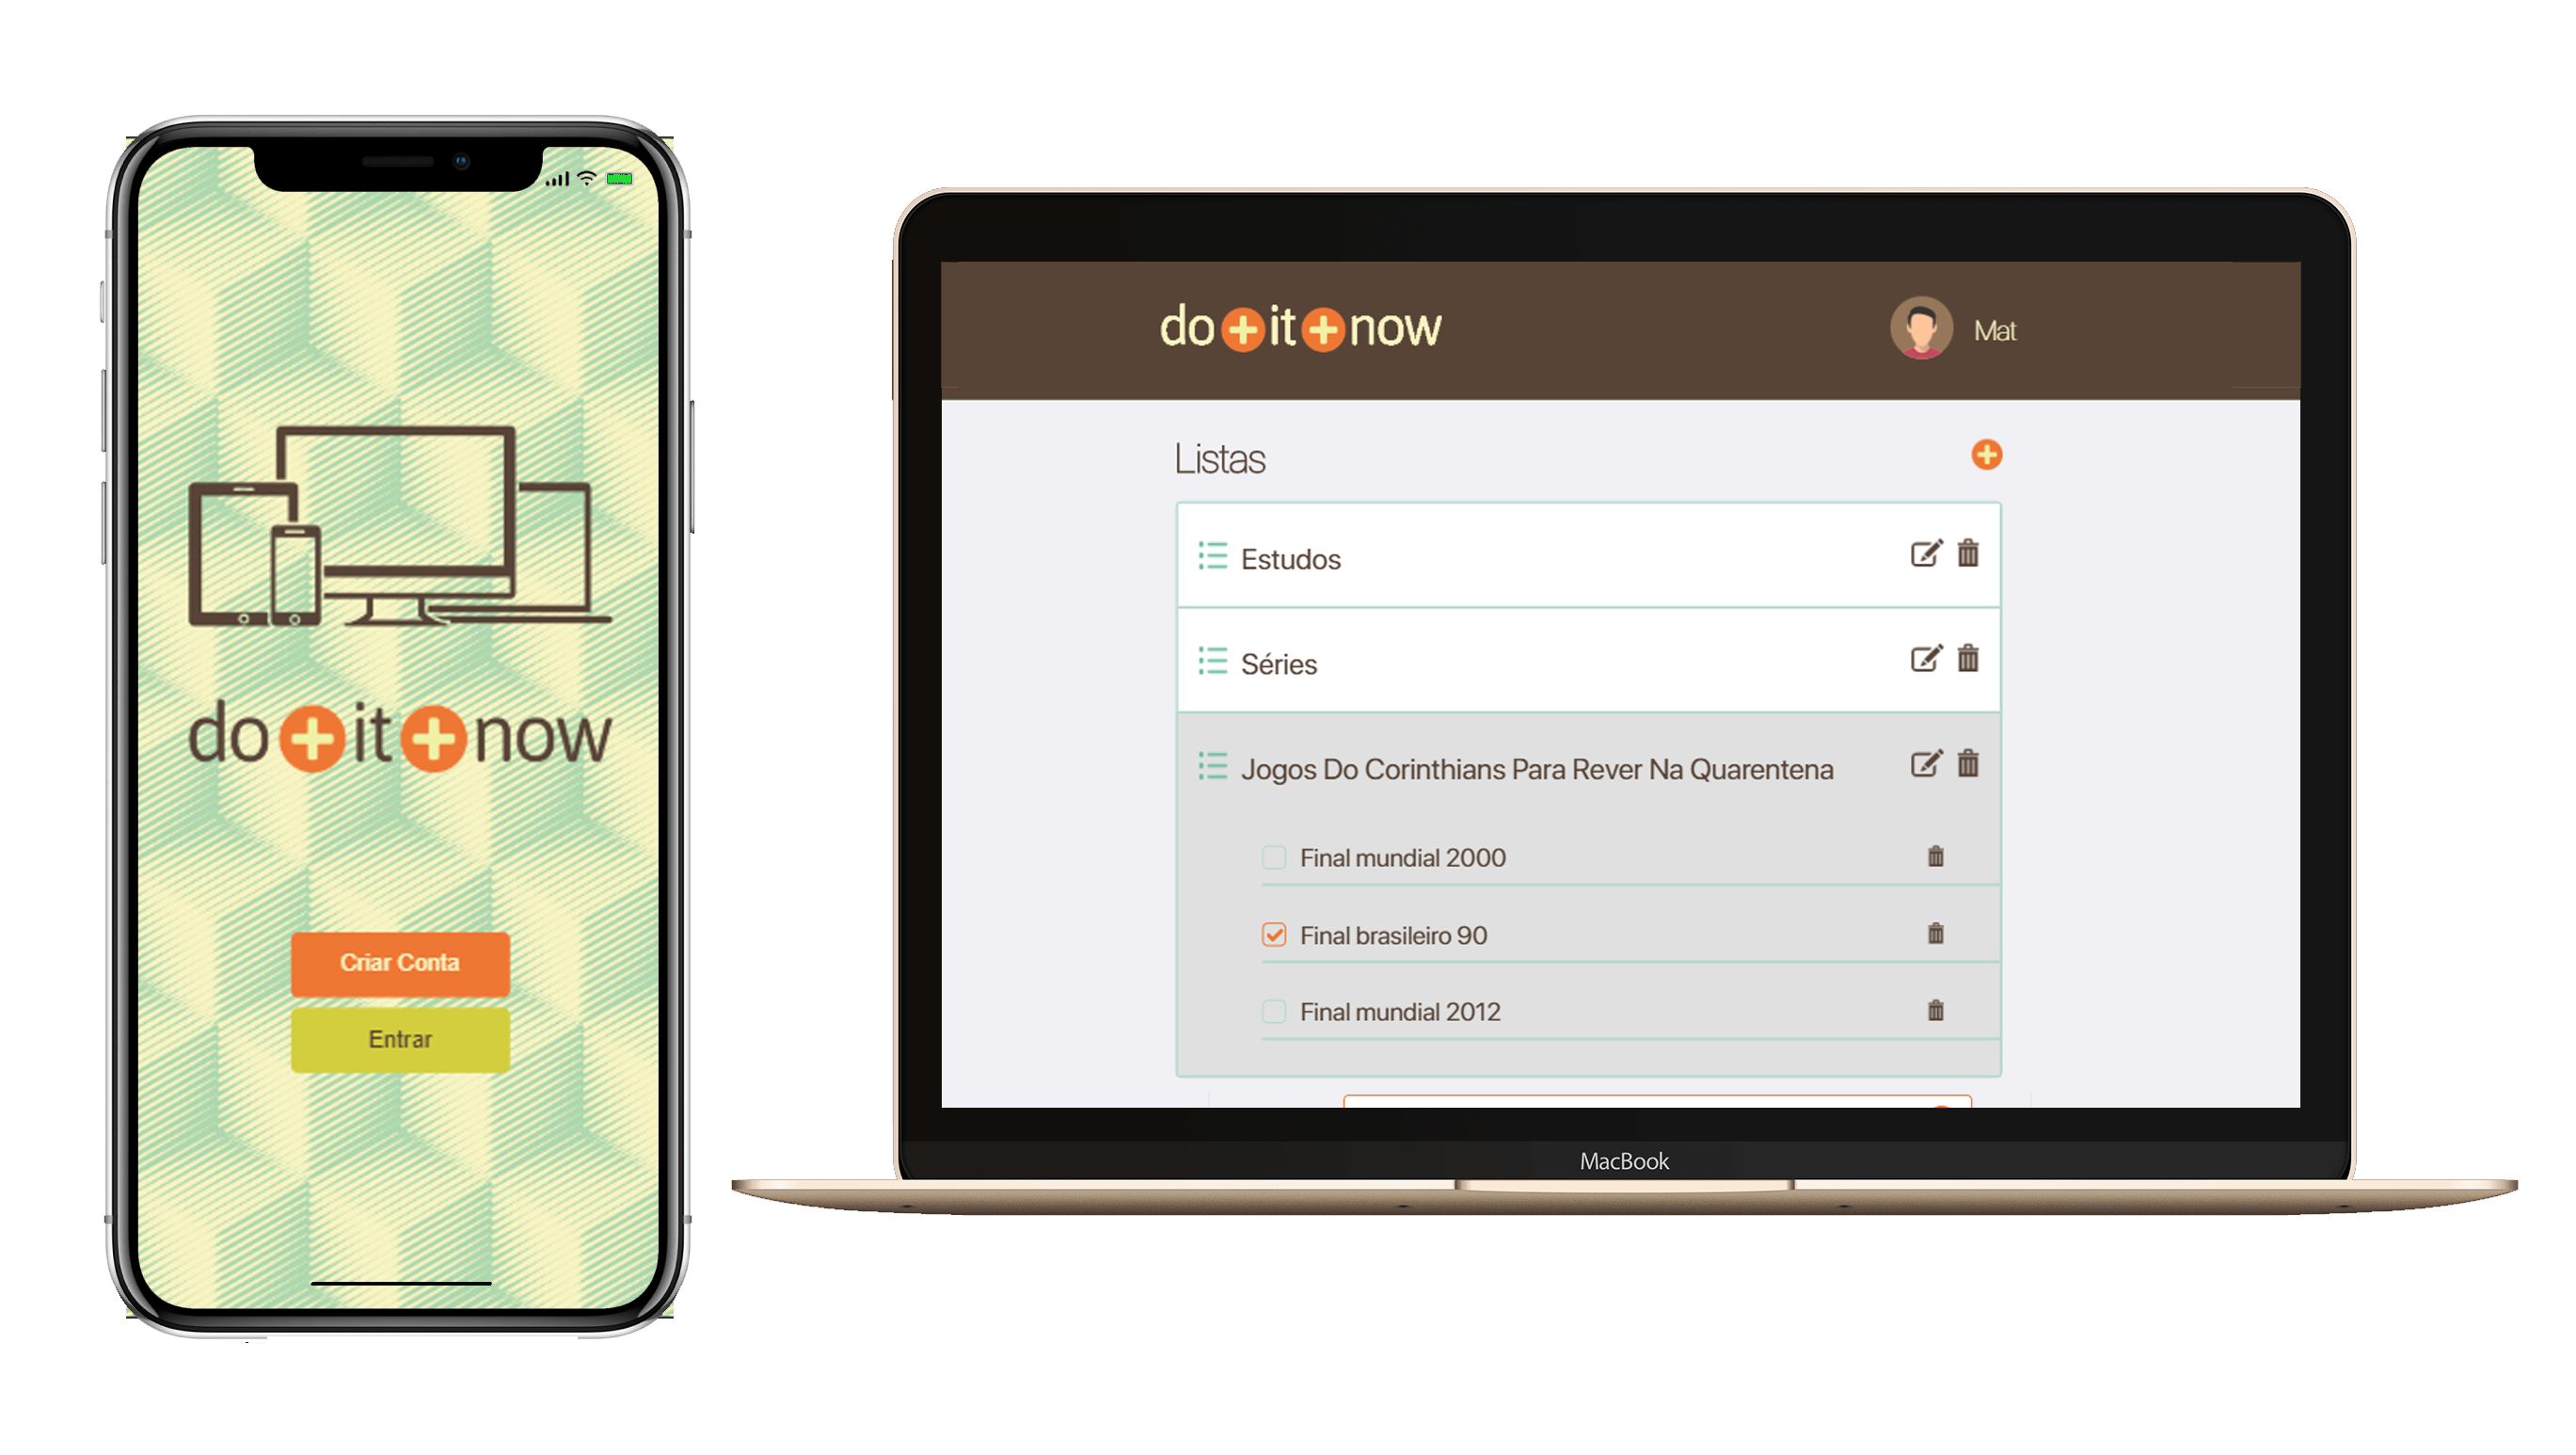 do+it+now
Criar Conta
Entrar
do+it+now
Mat
Listas
Estudos
Séries
Jogos Do Corinthians Para Rever Na Quarentena
Final mundial 2000
Final brasileiro 90
Final mundial 2012
MacBook